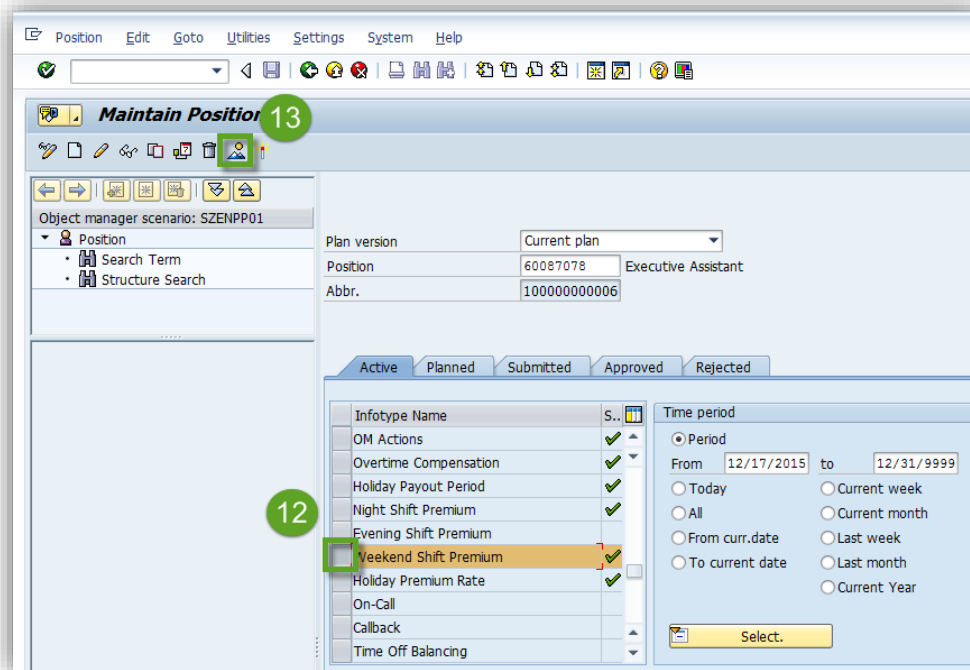 Position Edit Goto Utilities Settings System Help
Maintain Position
13
Object manager scenario: SZENPP01
Position
Search Term
Structure Search
Plan version Current plan
Position 60087078 Executive Assistant
Abbr. 100000000006
Active Planned Submitted Approved Rejected
Infotype Name S.. Time period
OM Actions Period
Overtime Compensation From 12/17/2015 to 12/31/9999
Holiday Payout Period Today Current week
Night Shift Premium All Current month
12
Evening Shift Premium From curr.date Last week
Weekend Shift Premium To current date Last month
Holiday Premium Rate Current Year
On-Call
Callback Select.
Time Off Balancing